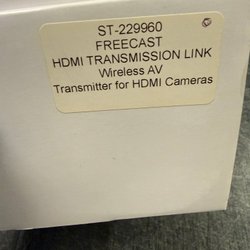 ST-229960
FREECAST
HDMI TRANSMISSION LINK
Wireless AV
Transmitter for HDMI Cameras